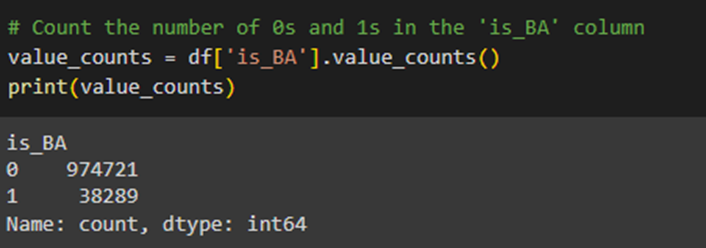 # Count the number of 0s and 1s in the 'is_BA' column
value_counts = df['is_BA'].value_counts()
print(value_counts)
is_BA
0    974721
1     38289
Name: count, dtype: int64